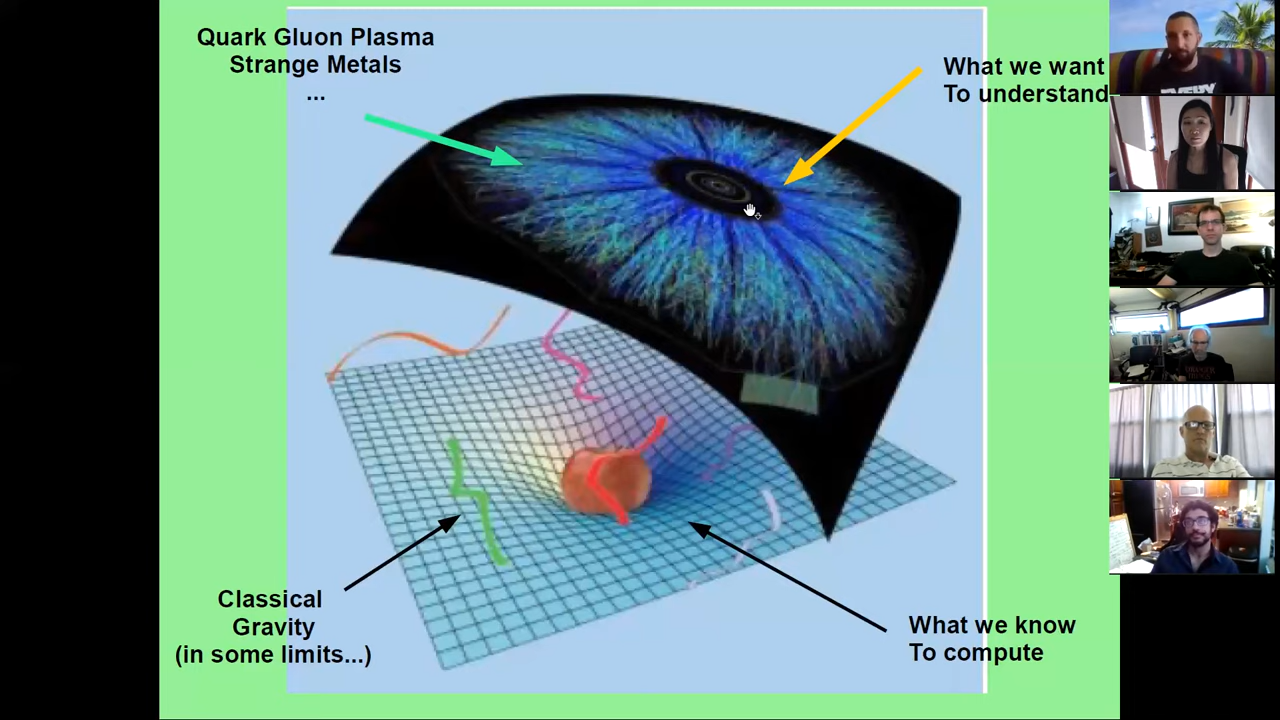 Quark Gluon Plasma
Strange Metals
...
What we want
To understand
Classical
Gravity
(in some limits...)
What we know
To compute